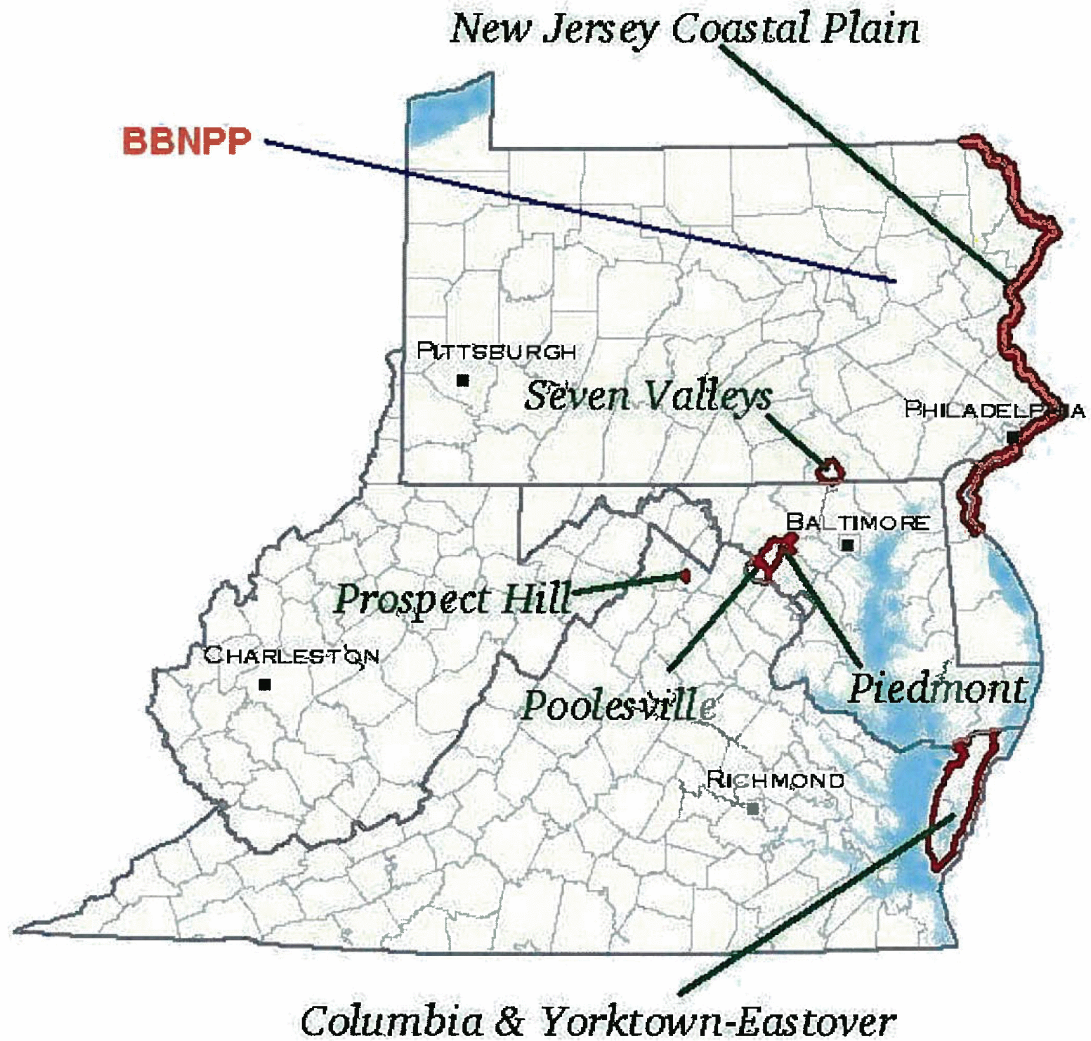 New Jersey Coastal Plain
BBNPP
PITTSBURGH
Seven Valleys
PHILADELPHIA
BALTIMORE
Prospect Hill
CHARLESTON
Poolesville
Piedmont
RICHMOND
Columbia & Yorktown-Eastover